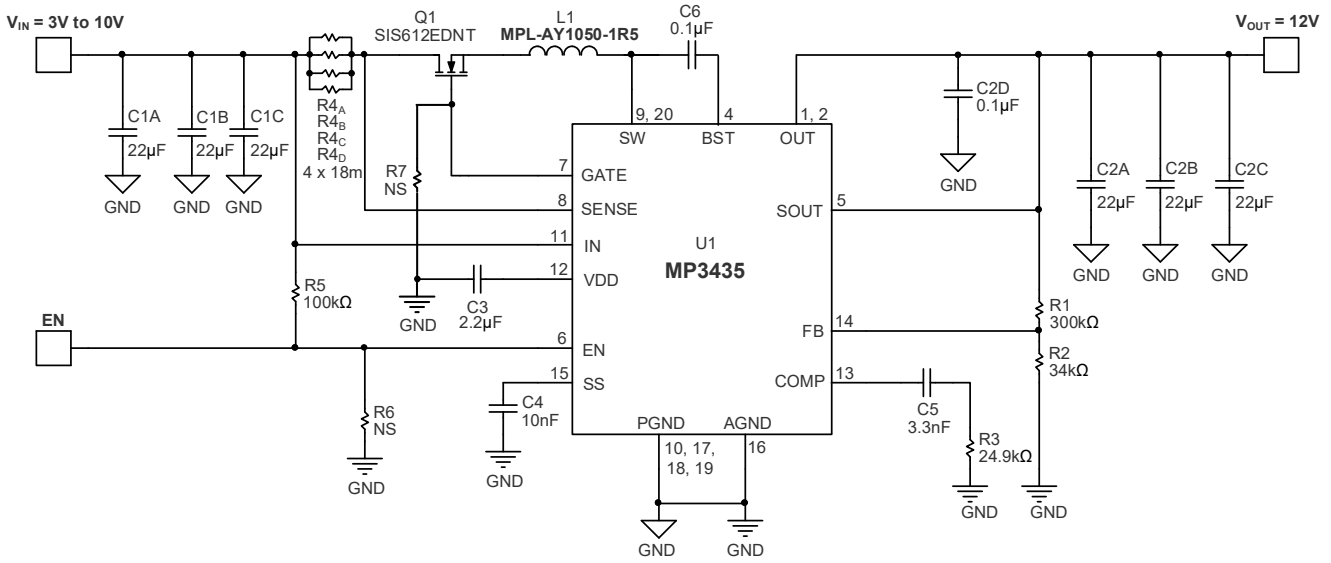 VIN = 3V to 10V
Q1
SIS612EDNT
L1
MPL-AY1050-1R5
C6
0.1µF
VOUT = 12V
C1A
22µF
GND
C1B
22µF
GND
C1C
22µF
GND
R4A
R4B
R4C
R4D
4 x 18m
R7
NS
9, 20
SW
4
BST
1, 2
OUT
C2D
0.1µF
GND
C2A
22µF
GND
C2B
22µF
GND
C2C
22µF
GND
7
GATE
8
SENSE
11
IN
12
VDD
U1
MP3435
5
SOUT
R5
100kΩ
GND
C3
2.2µF
EN
6
EN
15
SS
14
FB
R1
300kΩ
R2
34kΩ
GND
13
COMP
R6
NS
GND
C4
10nF
GND
C5
3.3nF
R3
24.9kΩ
GND
PGND
10, 17,
18, 19
AGND
16
GND
GND